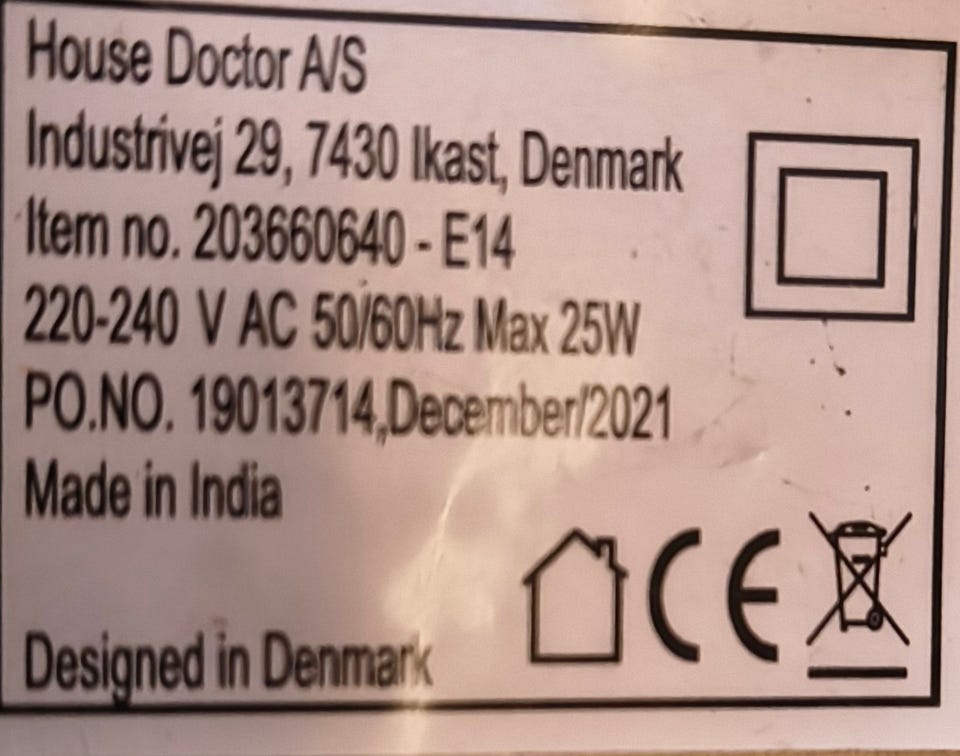 House Doctor A/S
Industrivej 29, 7430 Ikast, Denmark
Item no. 203660640 - E14
220-240 V AC 50/60Hz Max 25W
PO.NO. 19013714,December/2021
Made in India
CE
Designed in Denmark